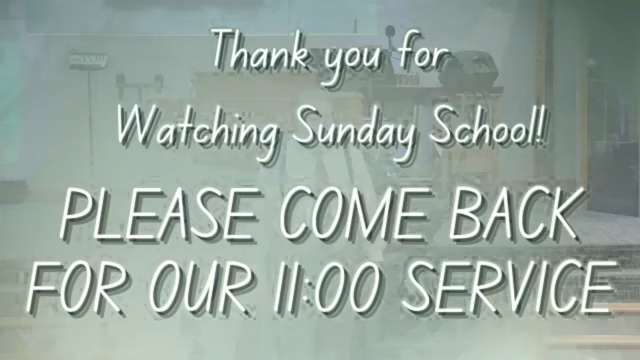 Thank you for
Watching Sunday School!!
PLEASE COME BACK
FOR OUR 11:00 SERVICE